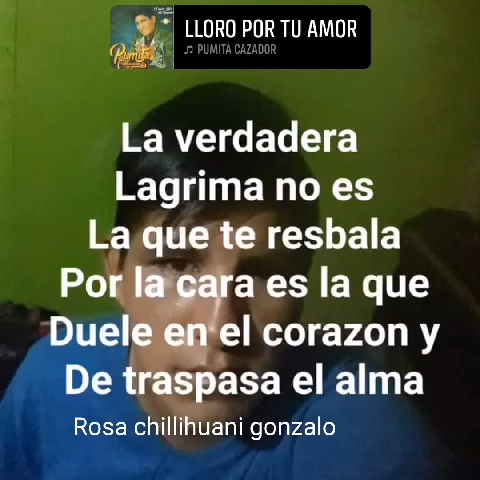 Pumita
LLORO POR TU AMOR
PUMITA CAZADOR
La verdadera
Lagrima no es
La que te resbala
Por la cara es la que
Duele en el corazon y
De traspasa el alma
Rosa chillihuani gonzalo